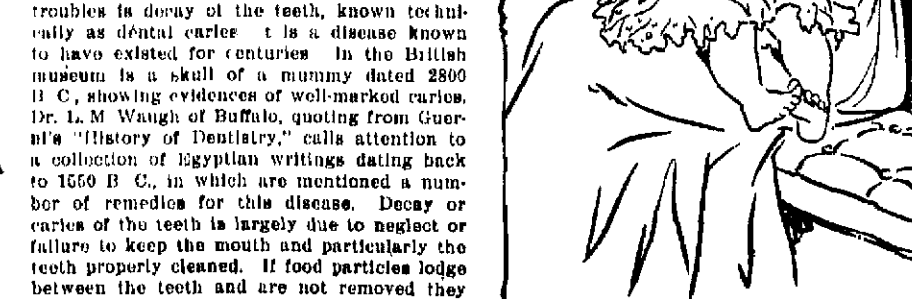 troubles is decay of the teeth, known techni-
cally as dental caries t is a disease known
to have existed for centuries In the British
museum is a skull of a mummy dated 2800
B C, showing evidences of well-marked caries.
Dr. L. M Waugh of Buffalo, quoting from Guer-
ni's "History of Dentistry," calls attention to
a collection of Egyptian writings dating back
to 1550 B C., in which are mentioned a num-
ber of remedies for this disease. Decay or
caries of the teeth is largely due to neglect or
failure to keep the mouth and particularly the
teeth properly cleaned. If food particles lodge
between the teeth and are not removed they